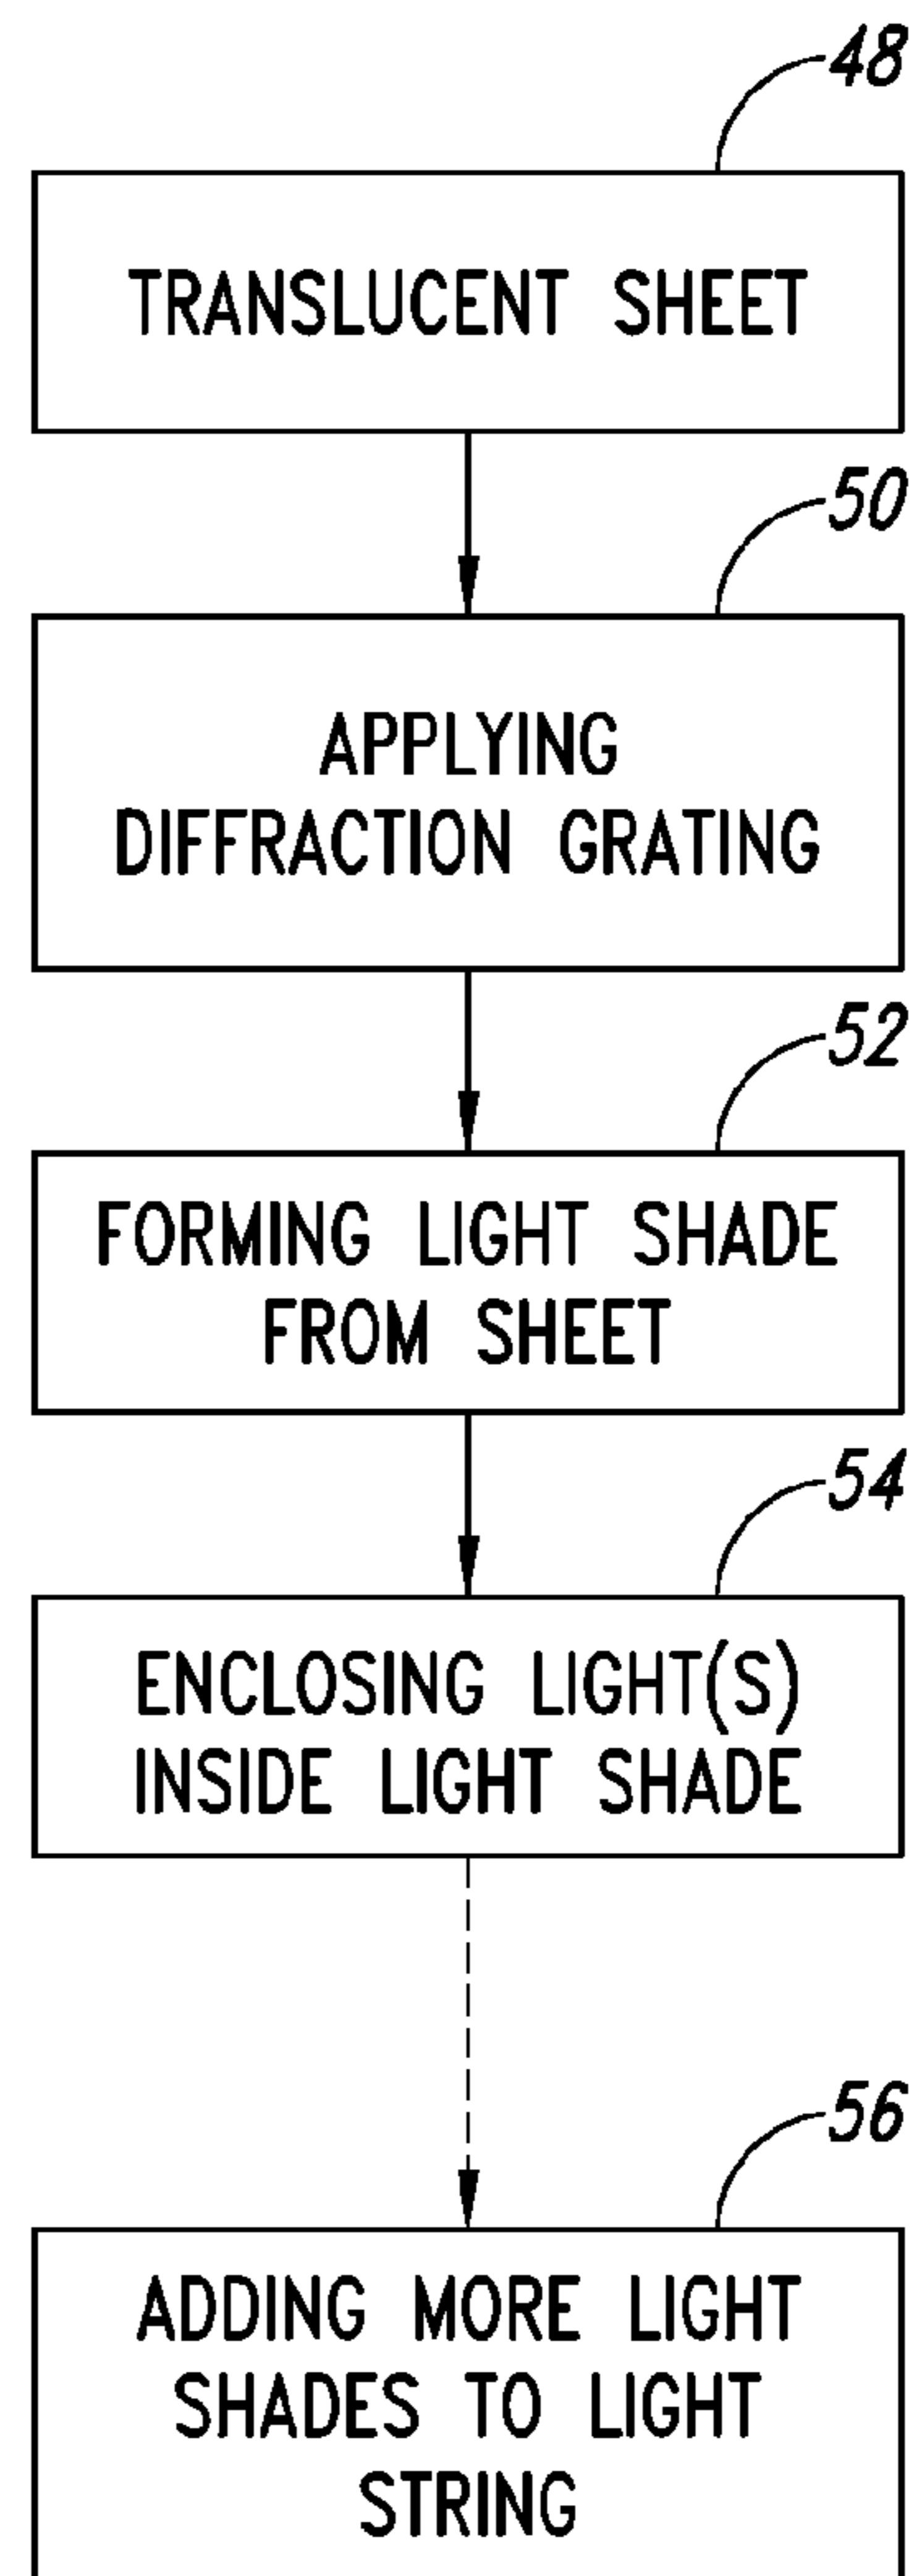 48
TRANSLUCENT SHEET
50
APPLYING
DIFFRACTION GRATING
52
FORMING LIGHT SHADE
FROM SHEET
54
ENCLOSING LIGHT(S)
INSIDE LIGHT SHADE
56
ADDING MORE LIGHT
SHADES TO LIGHT
STRING